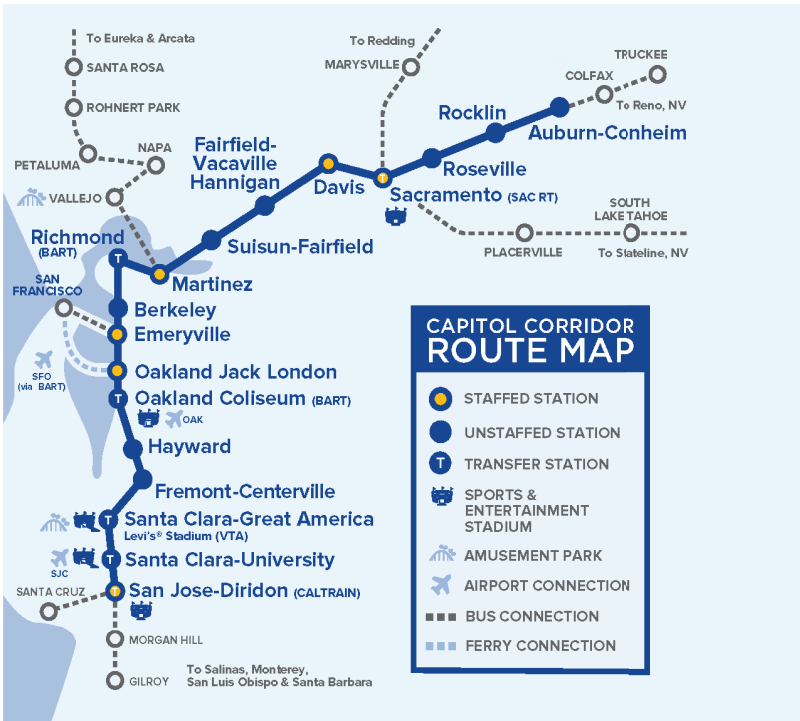 To Eureka & Arcata
SANTA ROSA
ROHNERT PARK
PETALUMA
NAPA
VALLEJO
To Redding
MARYSVILLE
TRUCKEE
COLFAX
To Reno, NV
Rocklin
Auburn-Conheim
Fairfield-
Vacaville
Hannigan
Davis
Roseville
T
Sacramento (SAC RT)
SOUTH
LAKE TAHOE
PLACERVILLE
To Slateline, NV
Suisun-Fairfield
Richmond
(BART)
T
Martinez
SAN
FRANCISCO
Berkeley
Emeryville
SFO
(via BART)
Oakland Jack London
T
Oakland Coliseum (BART)
OAK
Hayward
Fremont-Centerville
T
Santa Clara-Great America
Levi's® Stadium (VTA)
T
Santa Clara-University
SJC
T
San Jose-Diridon (CALTRAIN)
SANTA CRUZ
MORGAN HILL
GILROY
To Salinas, Monterey,
San Luis Obispo & Santa Barbara
CAPITOL CORRIDOR
ROUTE MAP
STAFFED STATION
UNSTAFFED STATION
T
TRANSFER STATION
SPORTS &
ENTERTAINMENT
STADIUM
AMUSEMENT PARK
AIRPORT CONNECTION
BUS CONNECTION
FERRY CONNECTION